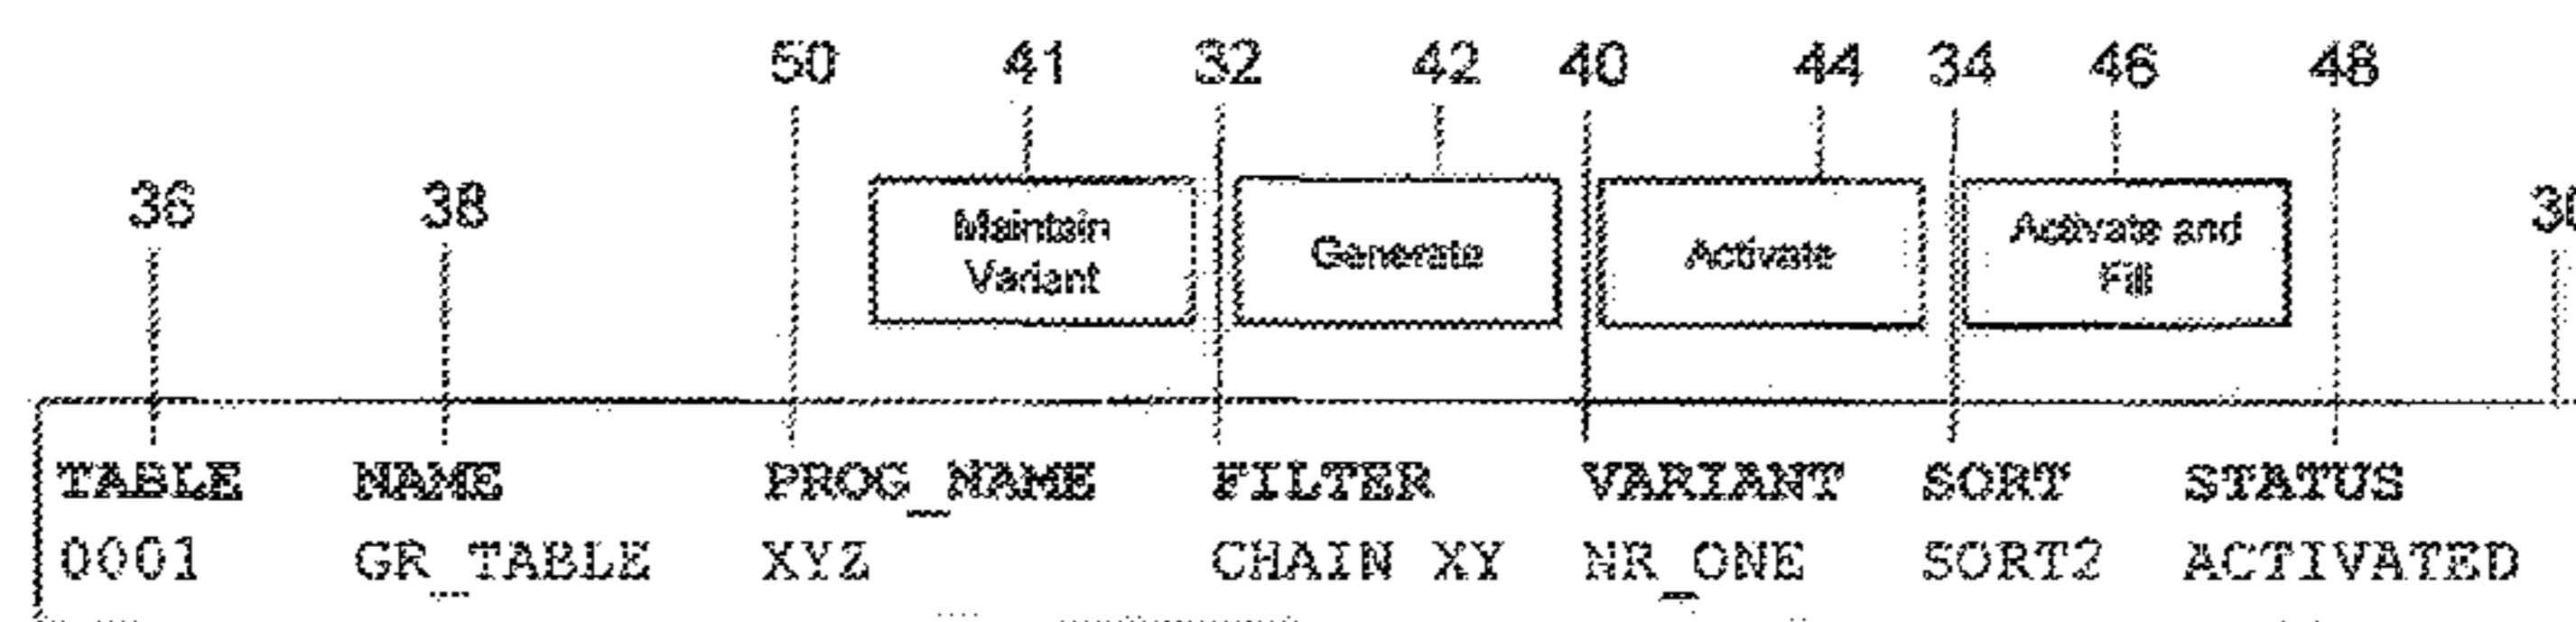 50 41 32 42 40 44 34 46 48
36 38
Maintain Variant
Generate
Activate
Activate and Fill
TABLE NAME PROG_NAME FILTER VARIANT SORT STATUS
0001 GR_TABLE XYZ CHAIN XY NR_ONE SORT2 ACTIVATED